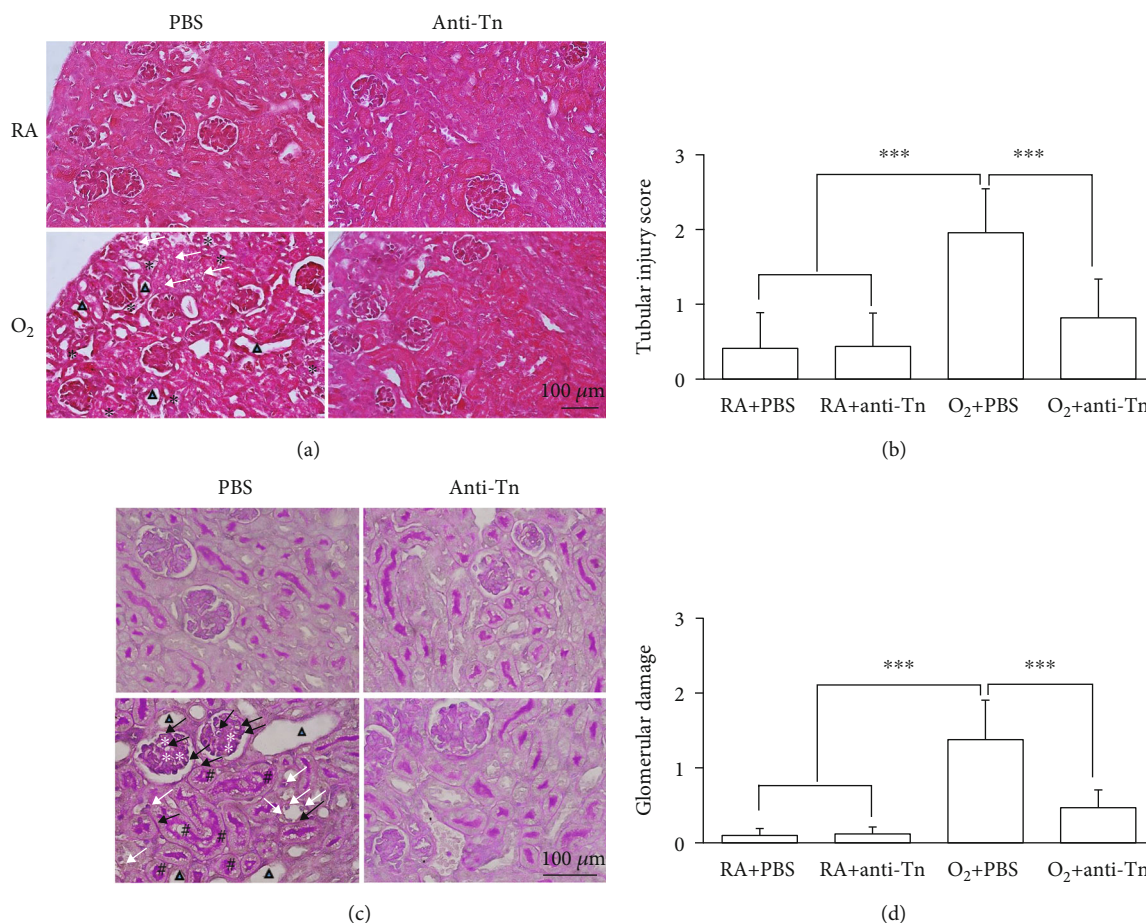 PBS
Anti-Tn
RA
O₂
100 μm
(a)
3
2
1
0
Tubular injury score
***
***
RA+PBS
RA+anti-Tn
O₂+PBS
O₂+anti-Tn
(b)
PBS
Anti-Tn
100 μm
(c)
3
2
1
0
Glomerular damage
***
***
RA+PBS
RA+anti-Tn
O₂+PBS
O₂+anti-Tn
(d)